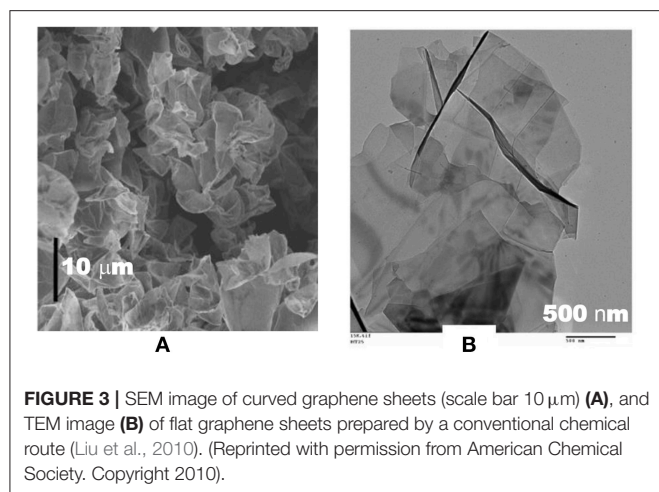 10 μm
500 nm
500 nm
A
B
FIGURE 3 | SEM image of curved graphene sheets (scale bar 10 μm) (A), and
TEM image (B) of flat graphene sheets prepared by a conventional chemical
route (Liu et al., 2010). (Reprinted with permission from American Chemical
Society. Copyright 2010).